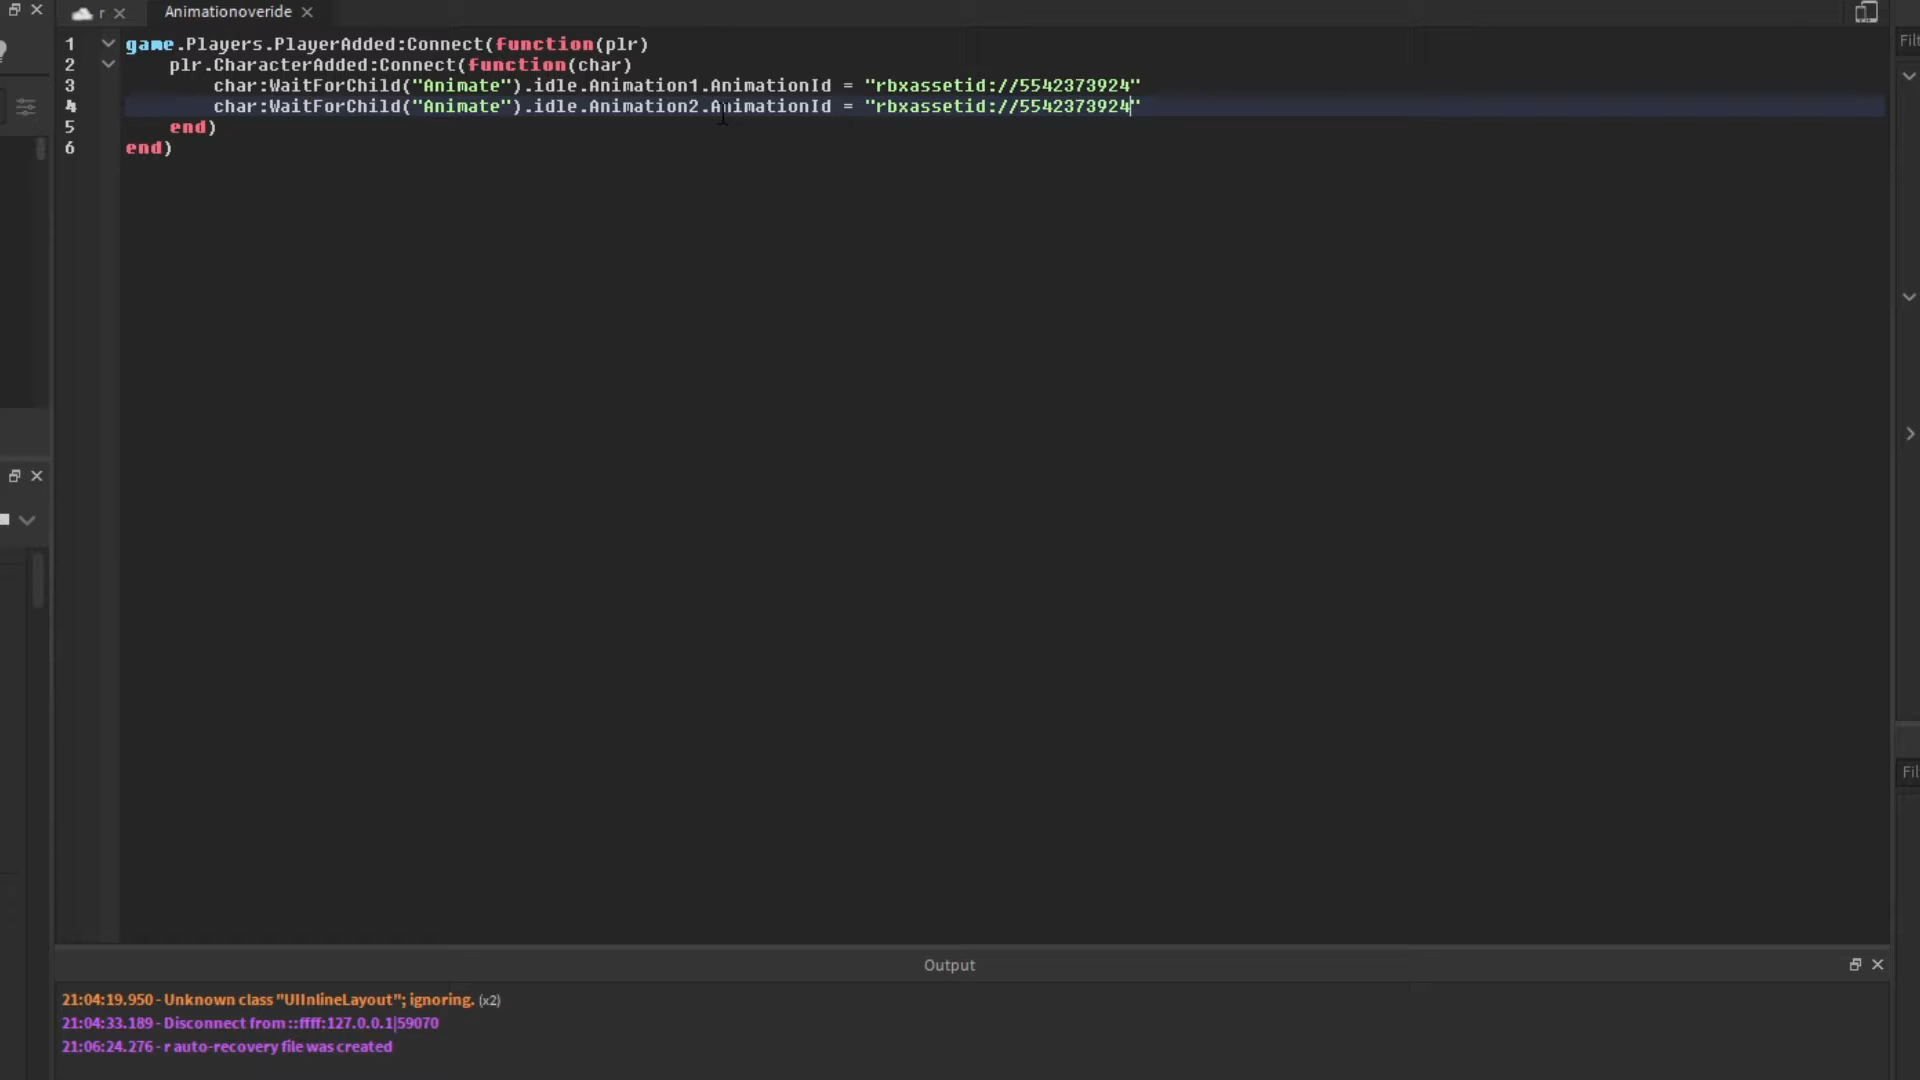 r
Animationoveride
1 game.Players.PlayerAdded:Connect(function(plr)
2 plr.CharacterAdded:Connect(function(char)
3 char:WaitForChild("Animate").idle.Animation1.AnimationId = "rbxassetid://5542373924"
4 char:WaitForChild("Animate").idle.Animation2.AnimationId = "rbxassetid://5542373924"
5 end)
6 end)
Filt
Fil
Output
21:04:19.950 - Unknown class "UIInlineLayout"; ignoring. (x2)
21:04:33.189 - Disconnect from ::ffff:127.0.0.1|59070
21:06:24.276 - r auto-recovery file was created